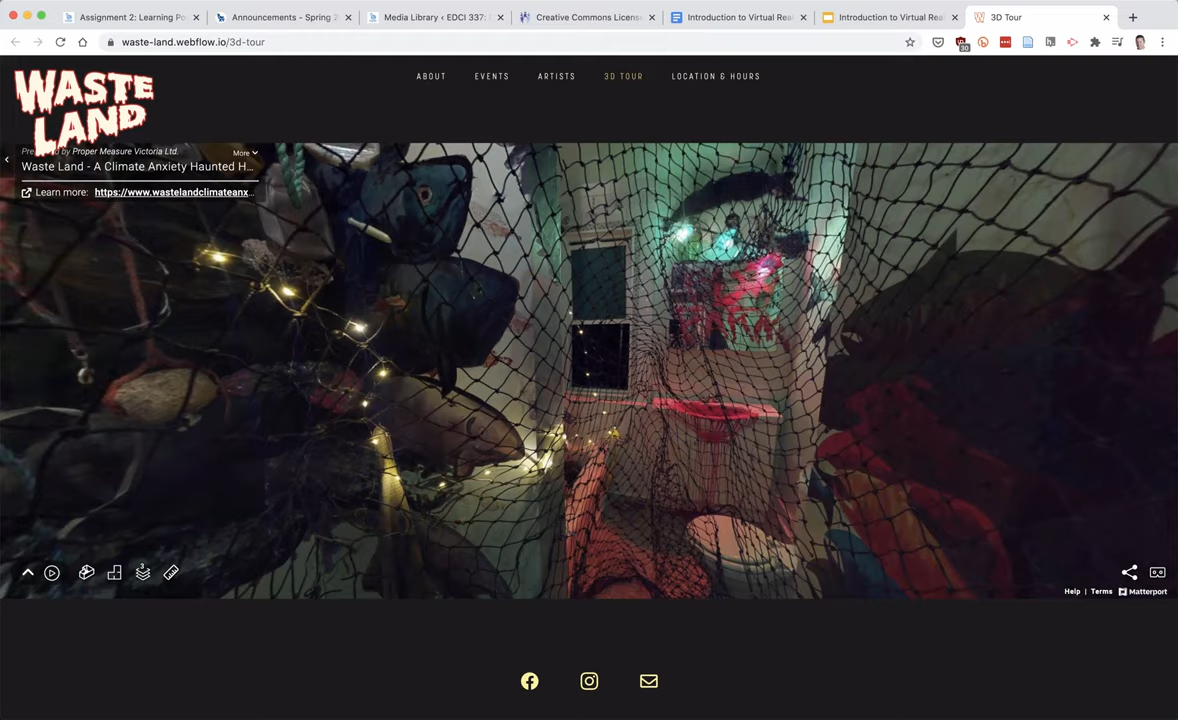 Assignment 2: Learning Po
Announcements - Spring 2
Media Library ‹ EDCI 337:
Creative Commons Licens
Introduction to Virtual Rea
Introduction to Virtual Rea
3D Tour
waste-land.webflow.io/3d-tour
30
WASTE
LAND
ABOUT
EVENTS
ARTISTS
3D TOUR
LOCATION & HOURS
by Proper Measure Victoria Ltd.
More
Waste Land - A Climate Anxiety Haunted H...
Learn more: https://www.wastelandclimateanx...
3
Help | Terms
Matterport